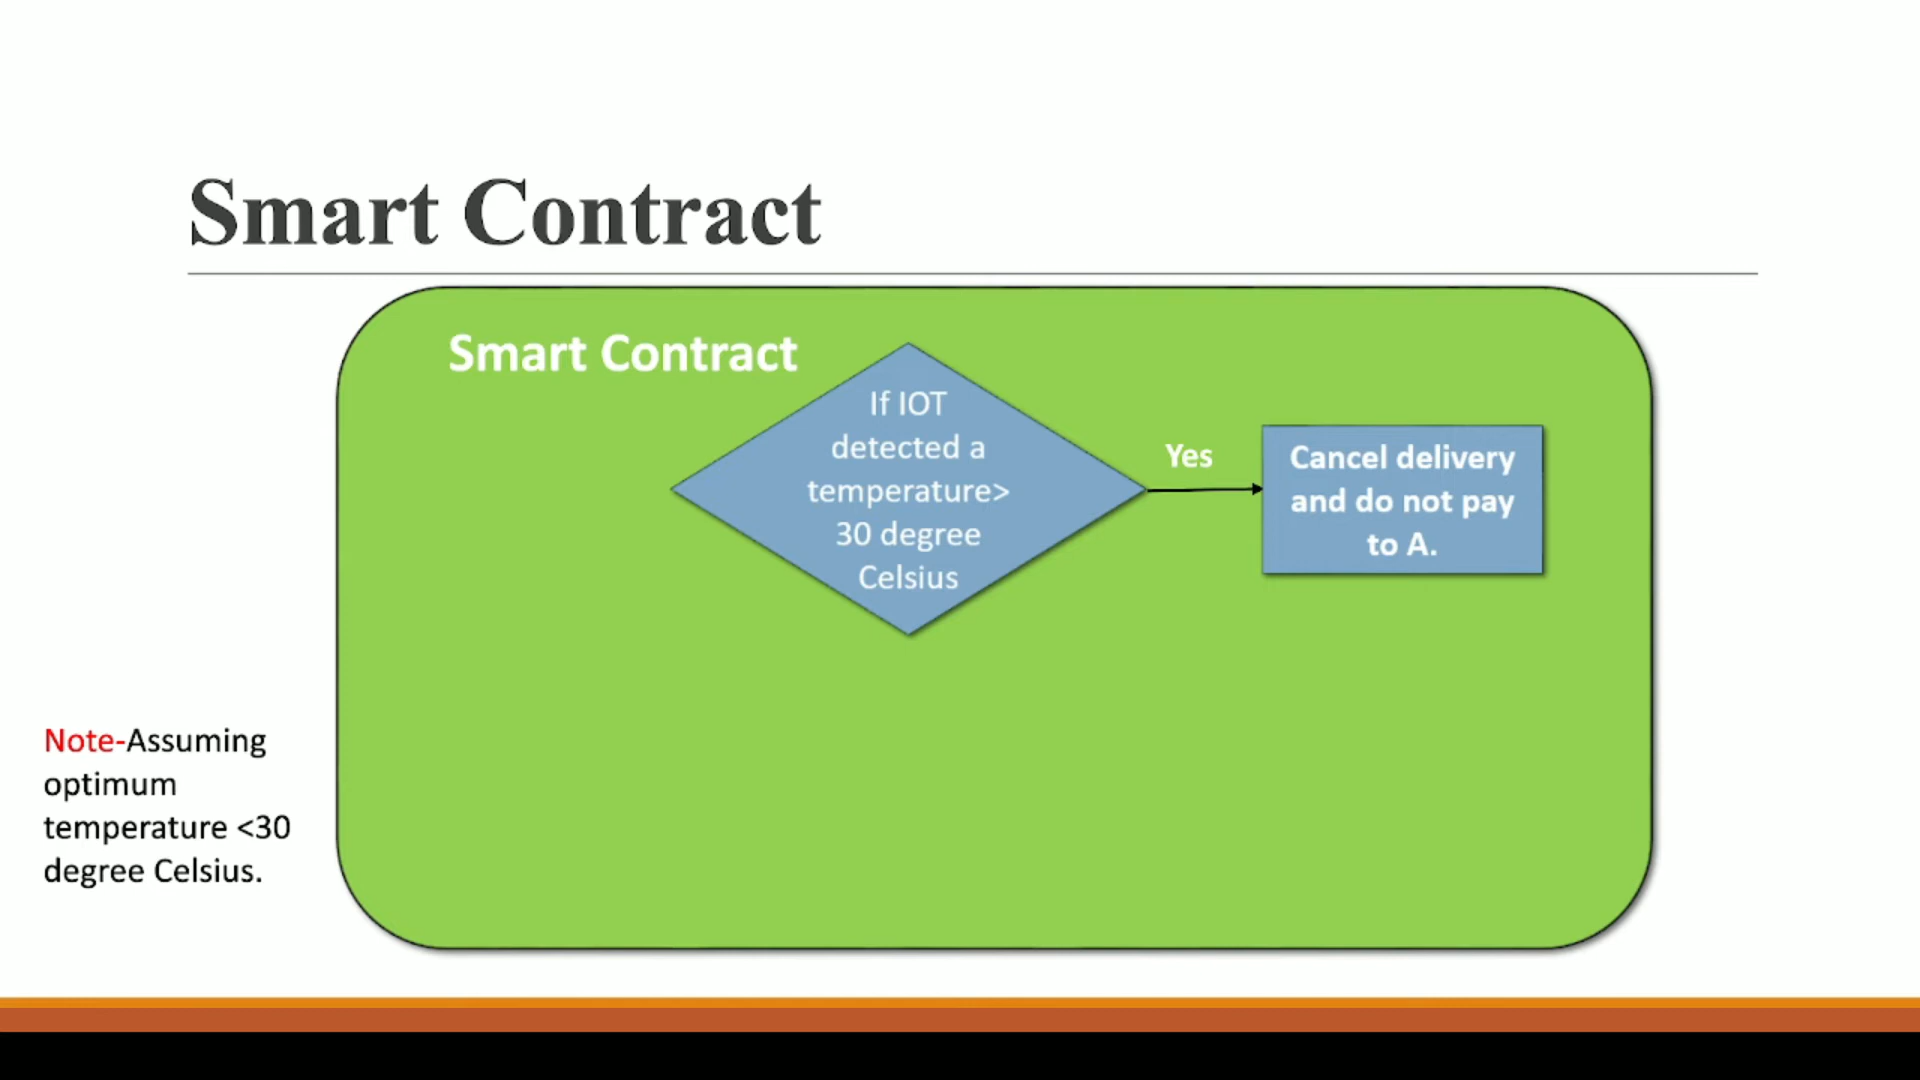 Smart Contract
Smart Contract
If IOT
detected a
temperature>
30 degree
Celsius
Yes
Cancel delivery
and do not pay
to A.
Note-Assuming
optimum
temperature <30
degree Celsius.